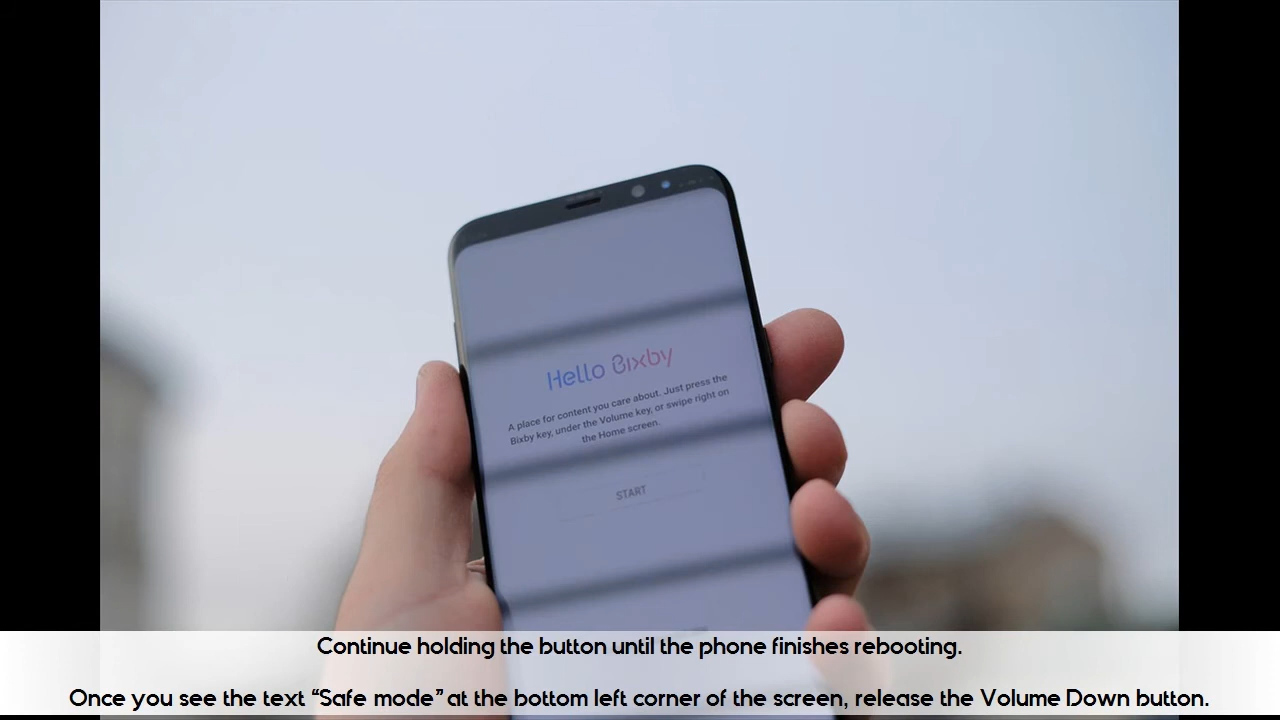 Hello Bixby
A place for content you care about. Just press the
Bixby key, under the Volume key, or swipe right on
the Home screen.
START
Continue holding the button until the phone finishes rebooting.
Once you see the text “Safe mode” at the bottom left corner of the screen, release the Volume Down button.